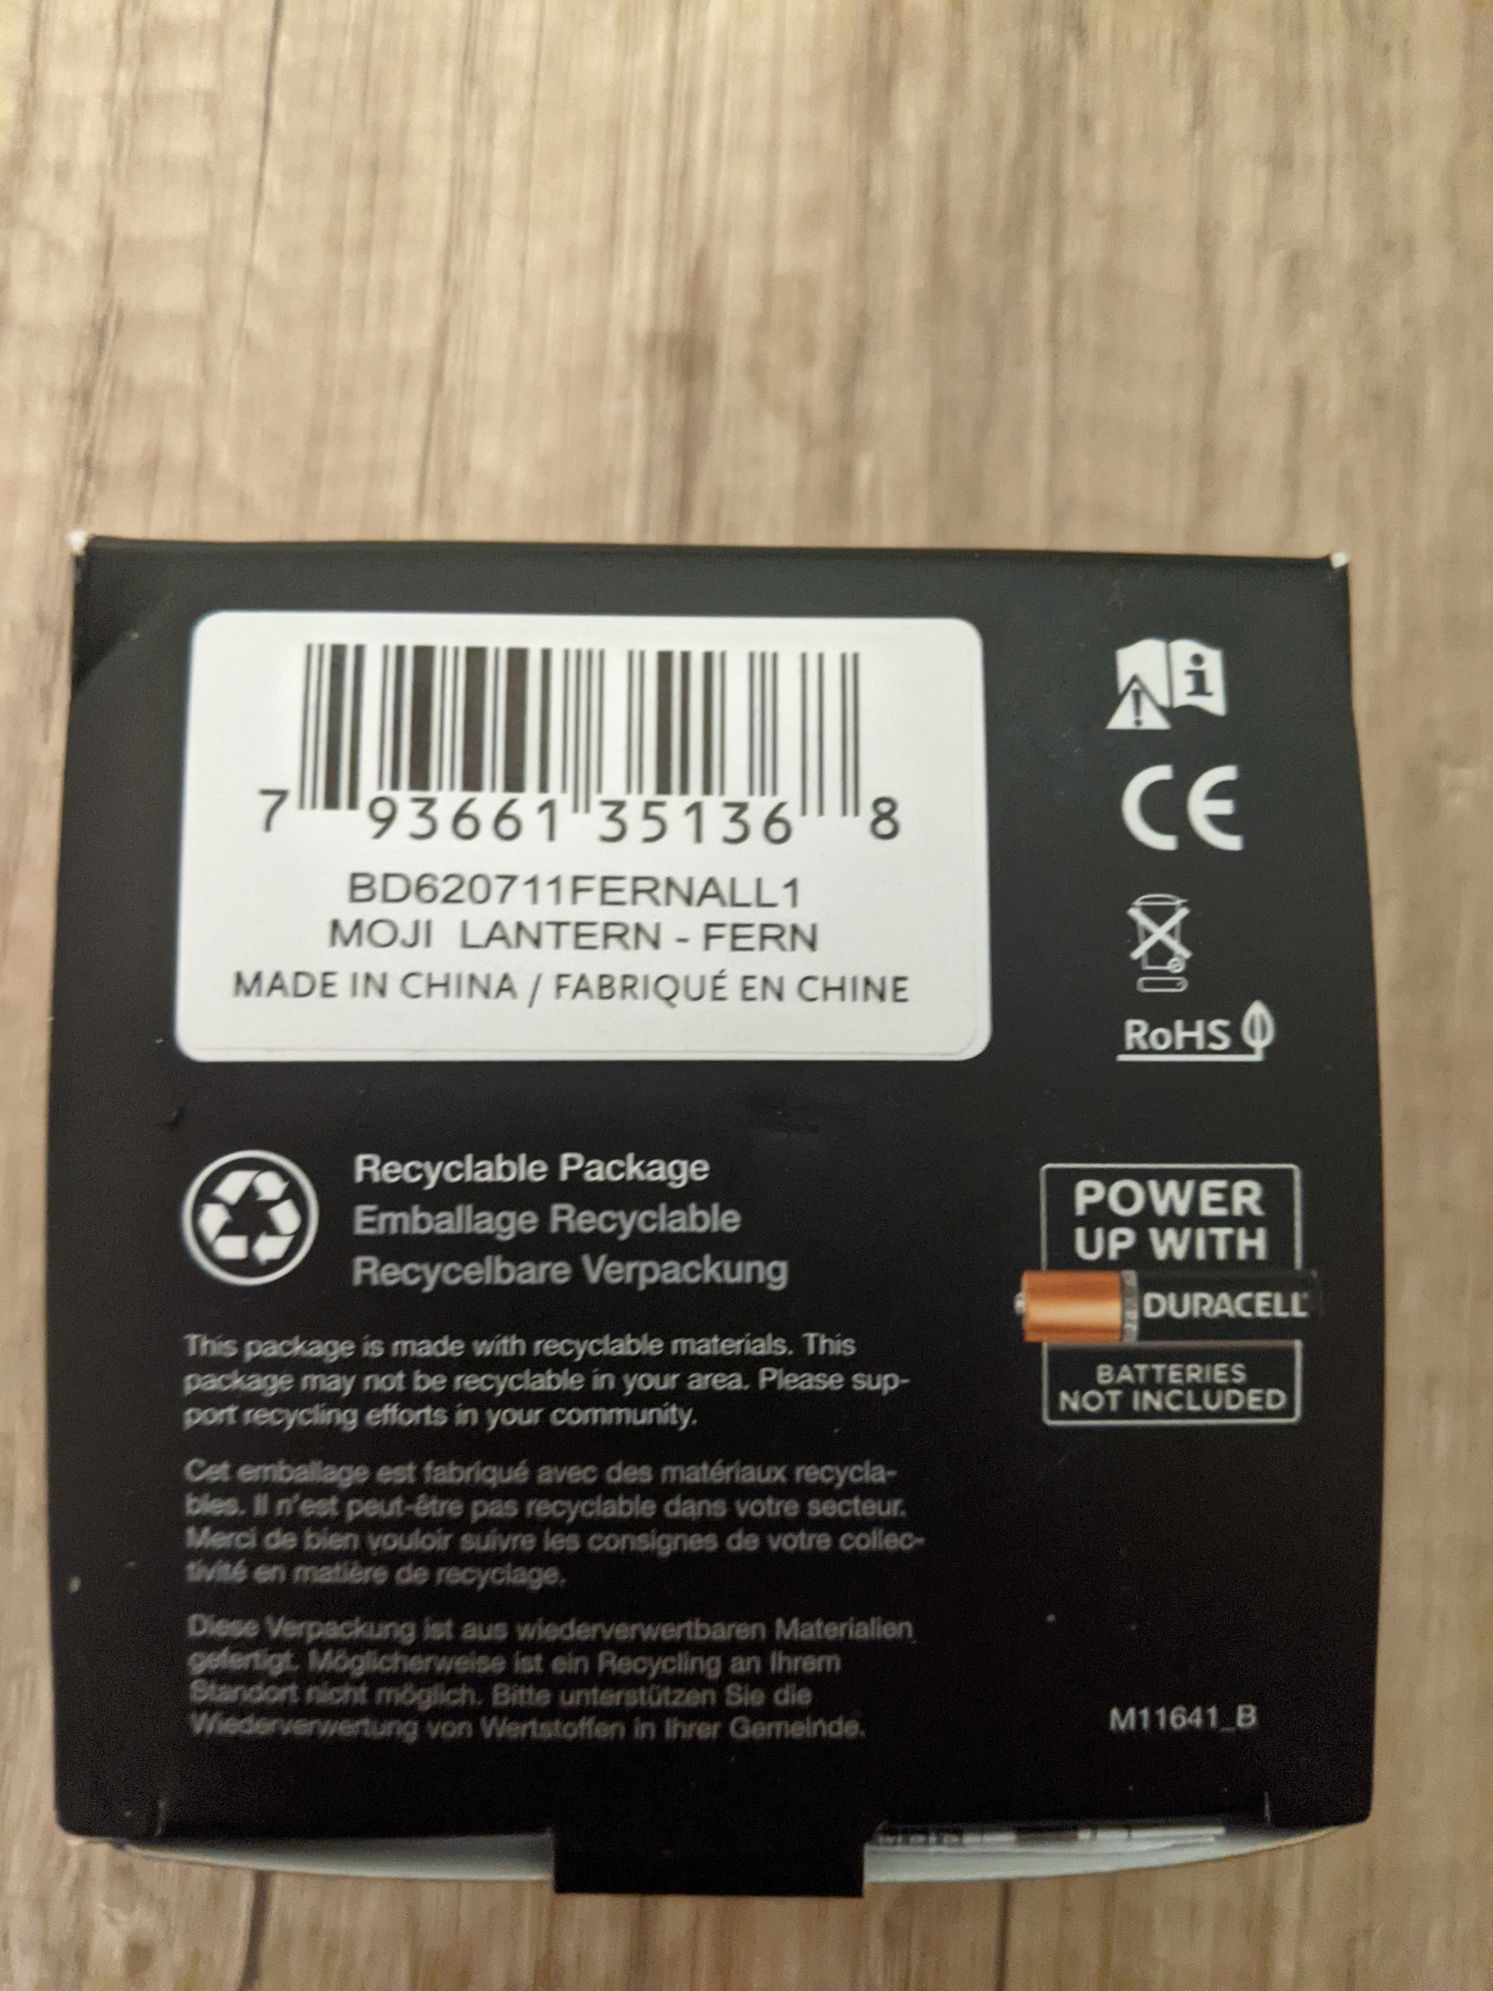 7 93661 35136 8
BD620711FERNALL1
MOJI LANTERN - FERN
MADE IN CHINA / FABRIQUÉ EN CHINE
i
CE
RoHS
Recyclable Package
Emballage Recyclable
Recycelbare Verpackung
This package is made with recyclable materials. This
package may not be recyclable in your area. Please sup-
port recycling efforts in your community.
Cet emballage est fabriqué avec des matériaux recycla-
bles. Il n'est peut-être pas recyclable dans votre secteur.
Merci de bien vouloir suivre les consignes de votre collec-
tivité en matière de recyclage.
Diese Verpackung ist aus wiederverwertbaren Materialien
gefertigt. Möglicherweise ist ein Recycling an Ihrem
Standort nicht möglich. Bitte unterstützen Sie die
Wiederverwertung von Wertstoffen in Ihrer Gemeinde.
POWER
UP WITH
DURACELL
BATTERIES
NOT INCLUDED
M11641_B